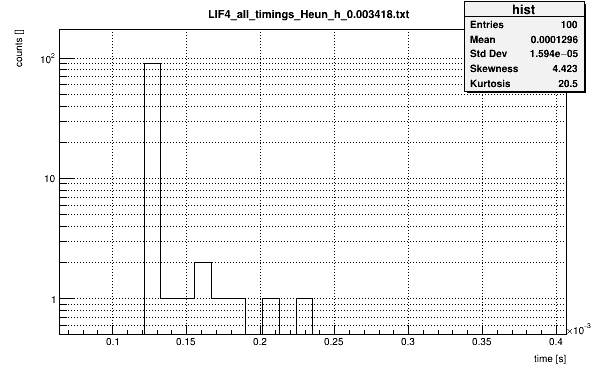 LIF4_all_timings_Heun_h_0.003418.txt
hist
Entries 100
Mean 0.0001296
Std Dev 1.594e−05
Skewness 4.423
Kurtosis 20.5
counts []
10²
10
1
0.1 0.15 0.2 0.25 0.3 0.35 0.4
×10⁻³
time [s]